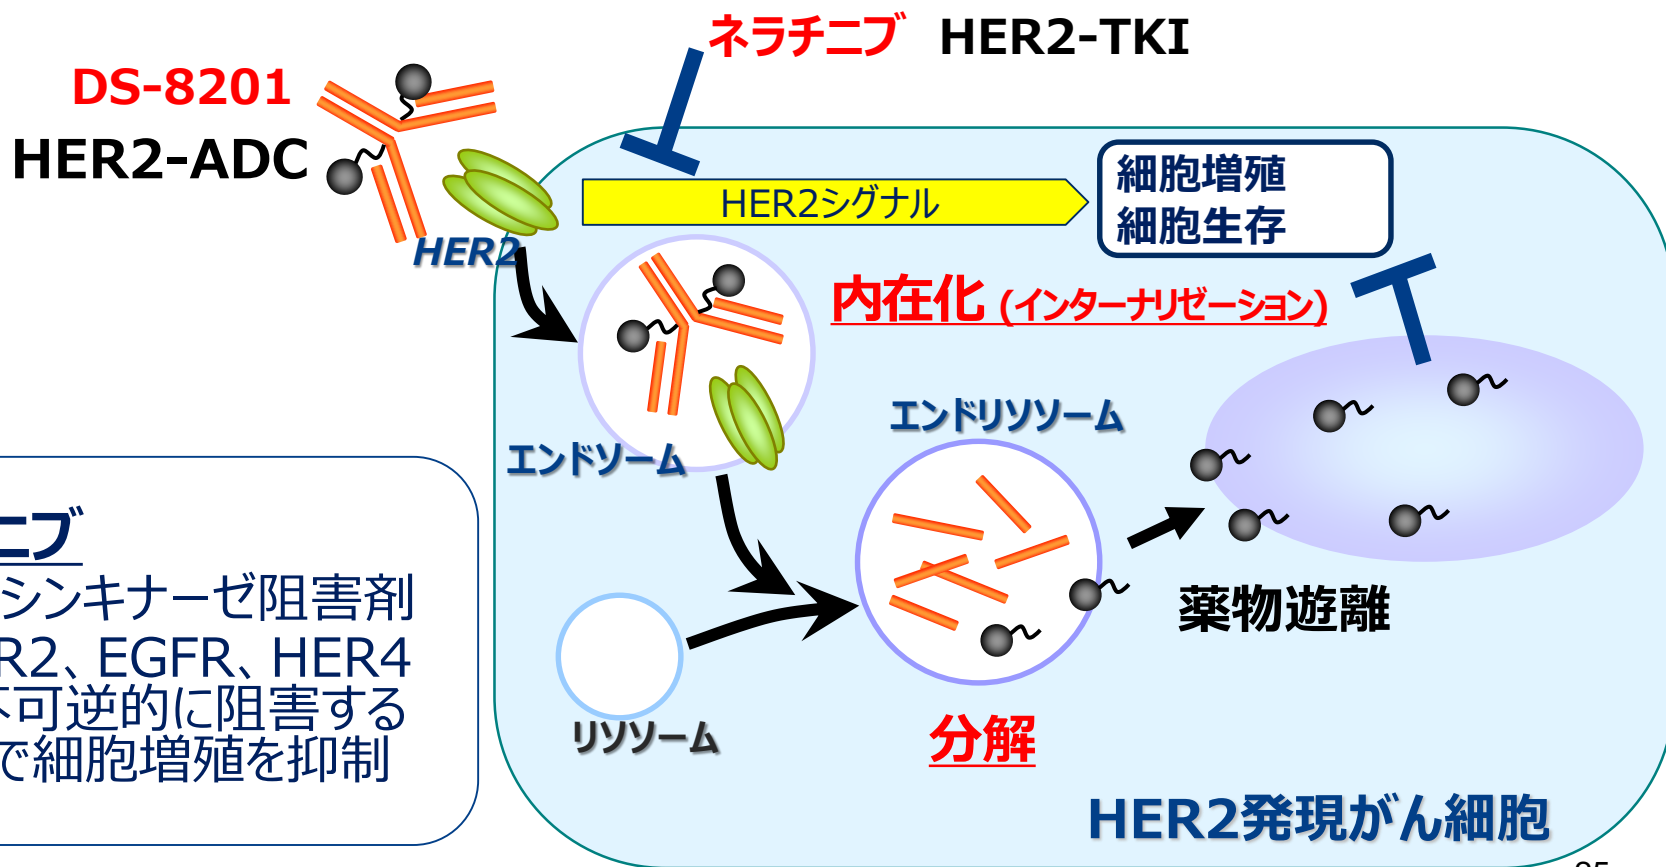 ネラチニブ HER2-TKI
DS-8201
HER2-ADC
HER2
HER2シグナル
細胞増殖
細胞生存
内在化 (インターナリゼーション)
エンドソーム
エンドリソソーム
リソソーム
分解
薬物遊離
HER2発現がん細胞
ニブ
シンキナーゼ阻害剤
R2、EGFR、HER4
不可逆的に阻害する
で細胞増殖を抑制